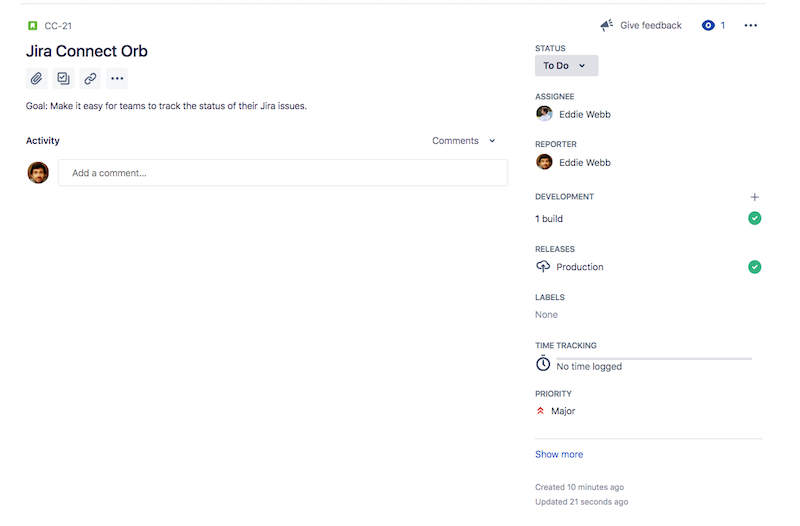 CC-21
Give feedback
1
Jira Connect Orb
Goal: Make it easy for teams to track the status of their Jira issues.
Activity
Comments
Add a comment...
STATUS
To Do
ASSIGNEE
Eddie Webb
REPORTER
Eddie Webb
DEVELOPMENT
1 build
RELEASES
Production
LABELS
None
TIME TRACKING
No time logged
PRIORITY
Major
Show more
Created 10 minutes ago
Updated 21 seconds ago